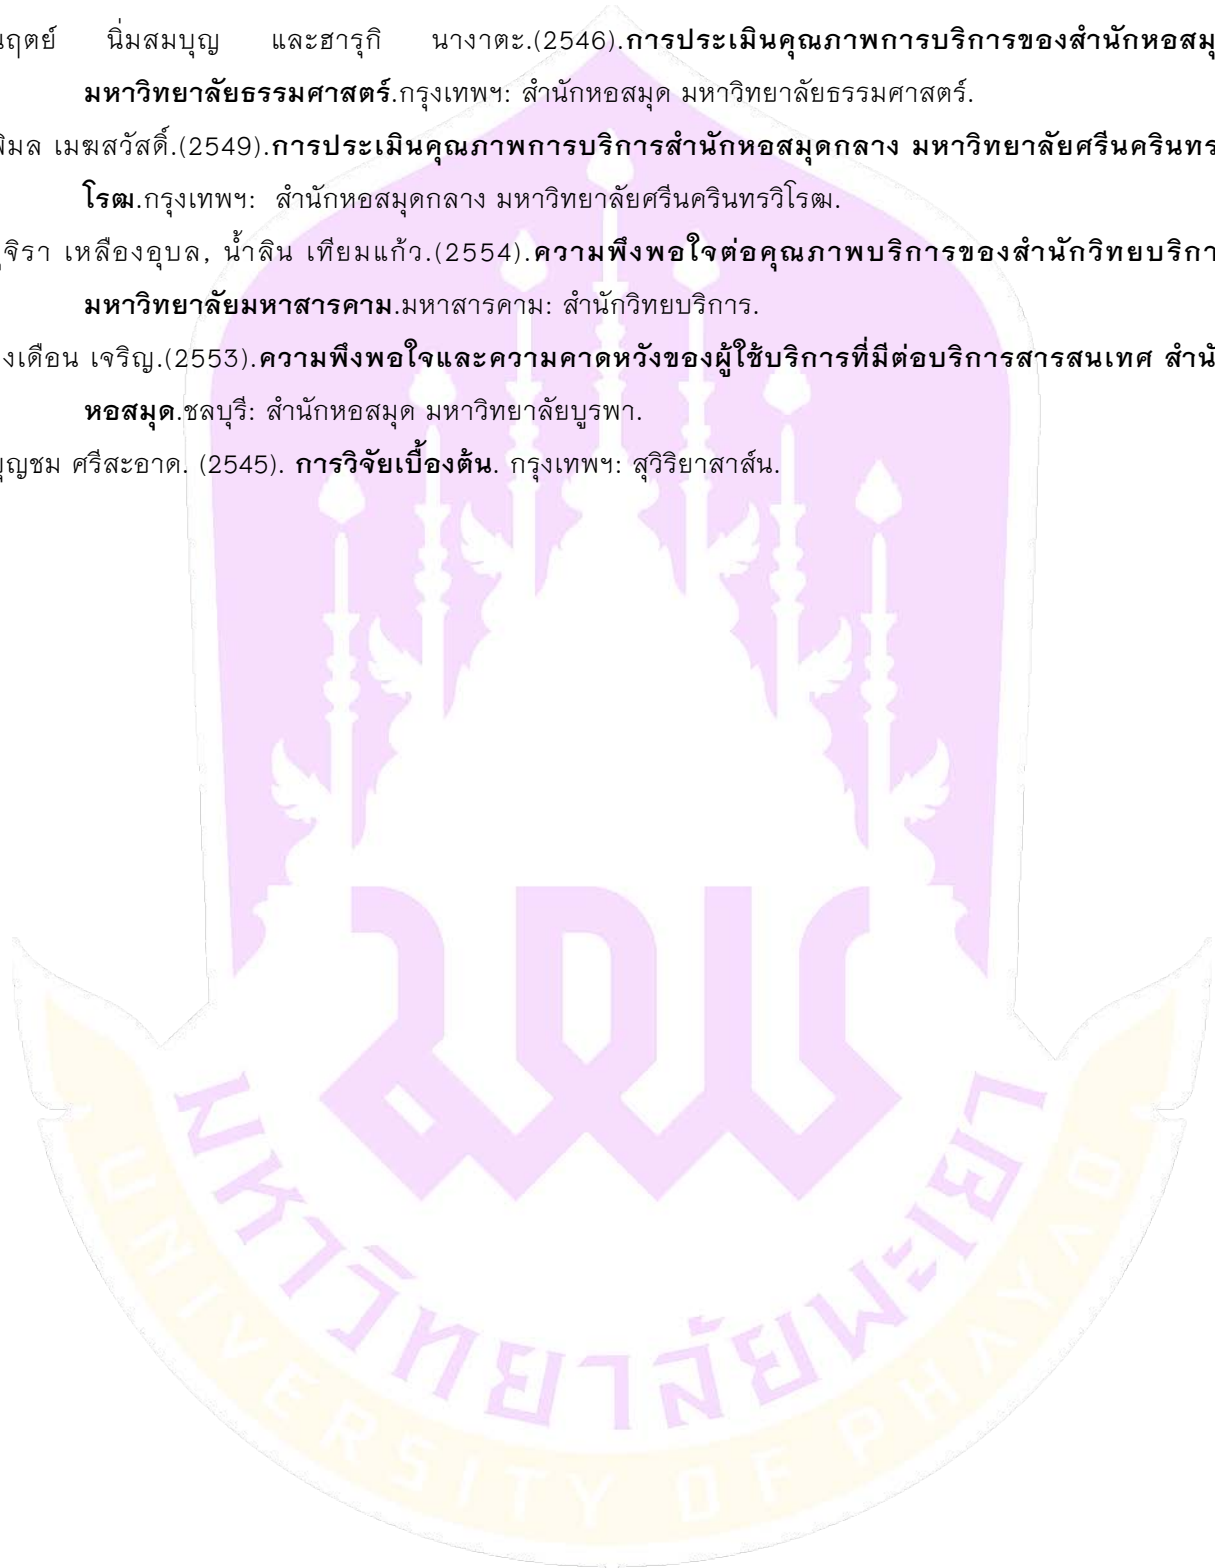 นฤตย์ นิ่มสมบุญ และฮารุกิ นางาตะ.(2546).การประเมินคุณภาพการบริการของสำนักหอสมุ
มหาวิทยาลัยธรรมศาสตร์.กรุงเทพฯ: สำนักหอสมุด มหาวิทยาลัยธรรมศาสตร์.
พิมล เมฆสวัสดิ์.(2549).การประเมินคุณภาพการบริการสำนักหอสมุดกลาง มหาวิทยาลัยศรีนครินทร
โรฒ.กรุงเทพฯ: สำนักหอสมุดกลาง มหาวิทยาลัยศรีนครินทรวิโรฒ.
จิรา เหลืองอุบล, น้ำลิน เทียมแก้ว.(2554).ความพึงพอใจต่อคุณภาพบริการของสำนักวิทยบริกา
มหาวิทยาลัยมหาสารคาม.มหาสารคาม: สำนักวิทยบริการ.
งเดือน เจริญ.(2553).ความพึงพอใจและความคาดหวังของผู้ใช้บริการที่มีต่อบริการสารสนเทศ สำนั
หอสมุด.ชลบุรี: สำนักหอสมุด มหาวิทยาลัยบูรพา.
ุญชม ศรีสะอาด. (2545). การวิจัยเบื้องต้น. กรุงเทพฯ: สุวิริยาสาส์น.
มหาวิทยาลัยพะเยา
UNIVERSITY OF PHAYAO